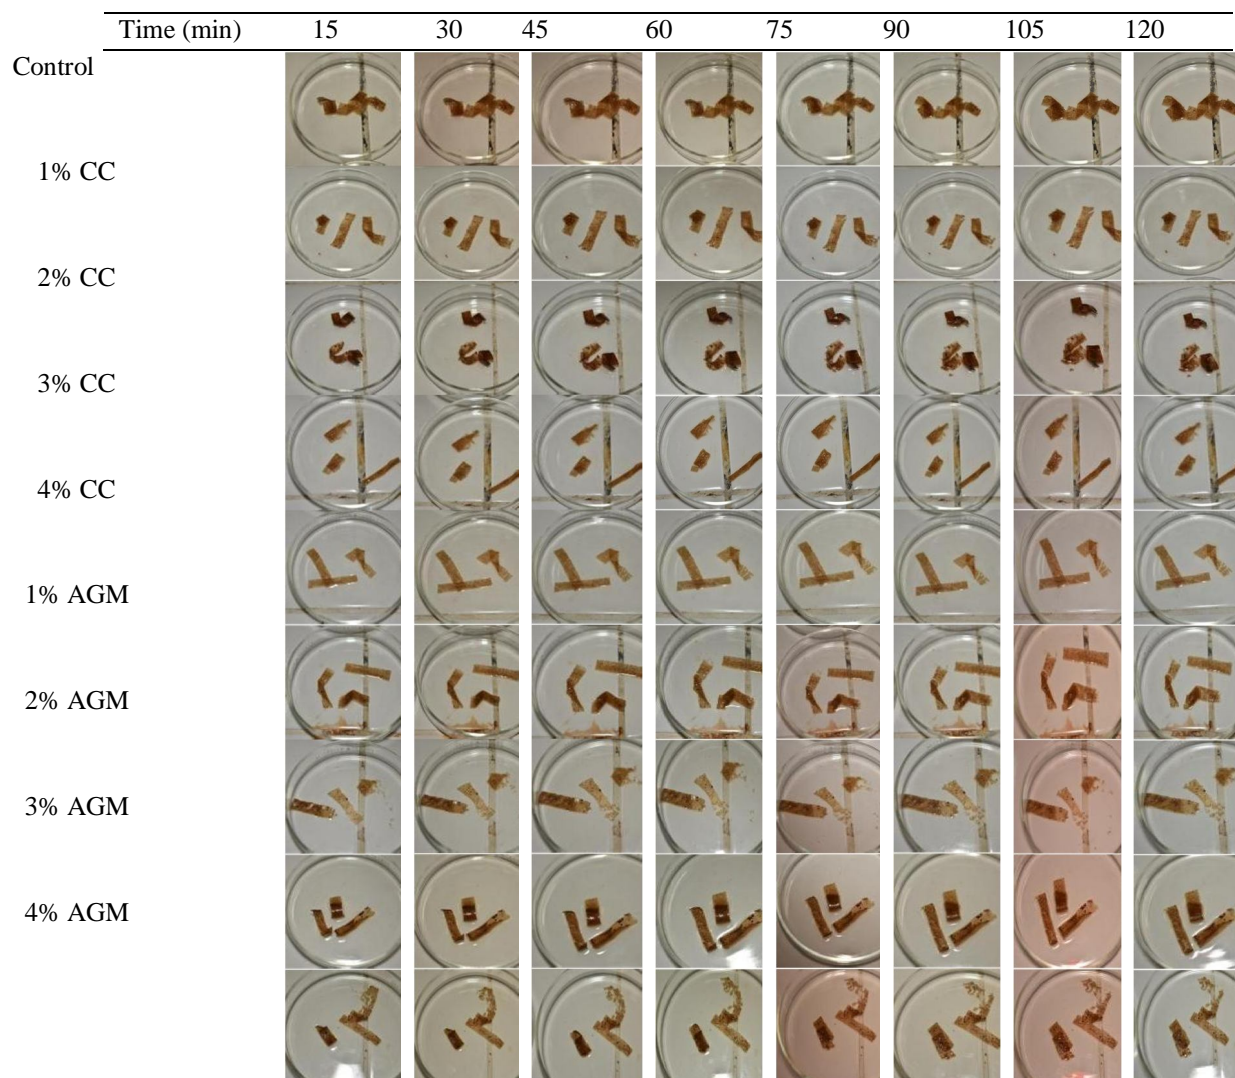 Time (min) 15 30 45 60 75 90 105 120
Control
1% CC
2% CC
3% CC
4% CC
1% AGM
2% AGM
3% AGM
4% AGM